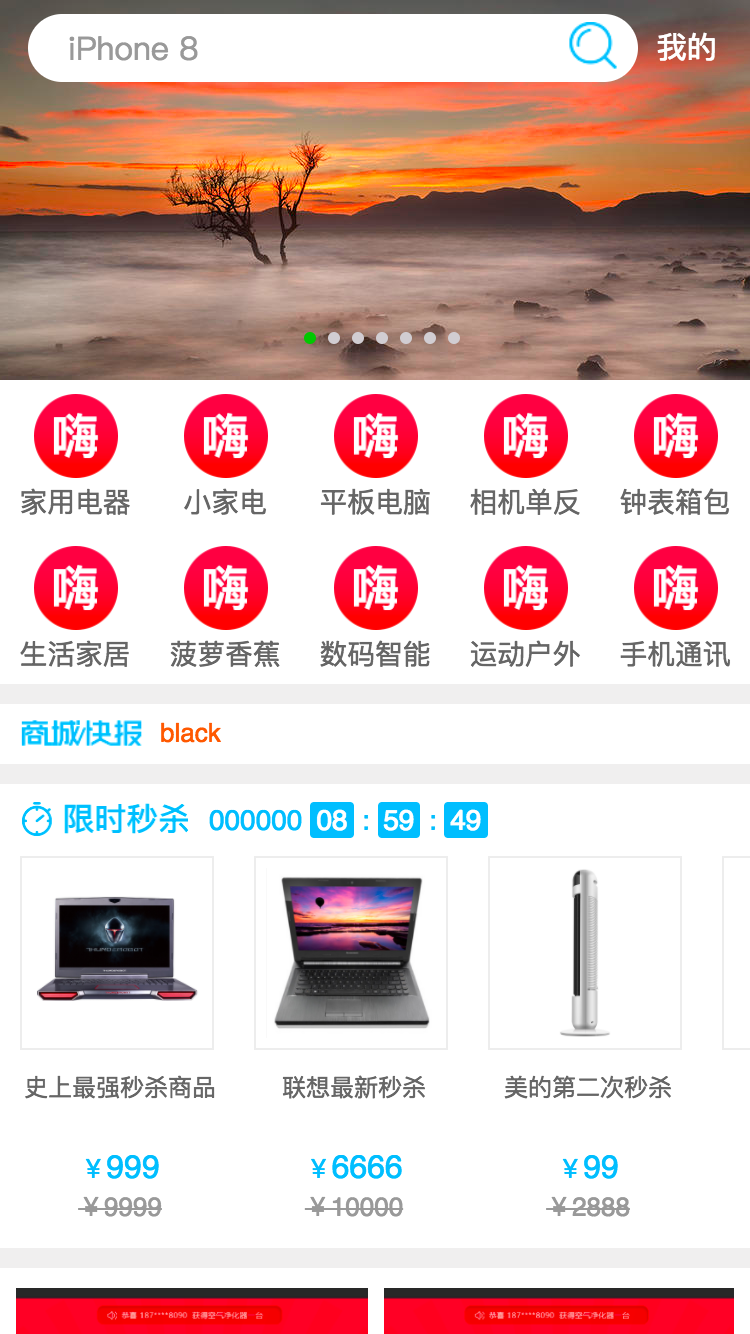 iPhone 8
我的
嗨 嗨 嗨 嗨 嗨
家用电器 小家电 平板电脑 相机单反 钟表箱包
嗨 嗨 嗨 嗨 嗨
生活家居 菠萝香蕉 数码智能 运动户外 手机通讯
商城快报 black
限时秒杀 000000 08 : 59 : 49
史上最强秒杀商品 联想最新秒杀 美的第二次秒杀
¥999 ¥6666 ¥99
¥9999 ¥10000 ¥2888
恭喜 187****8090 获得空气净化器 台 恭喜 187****8090 获得空气净化器 台